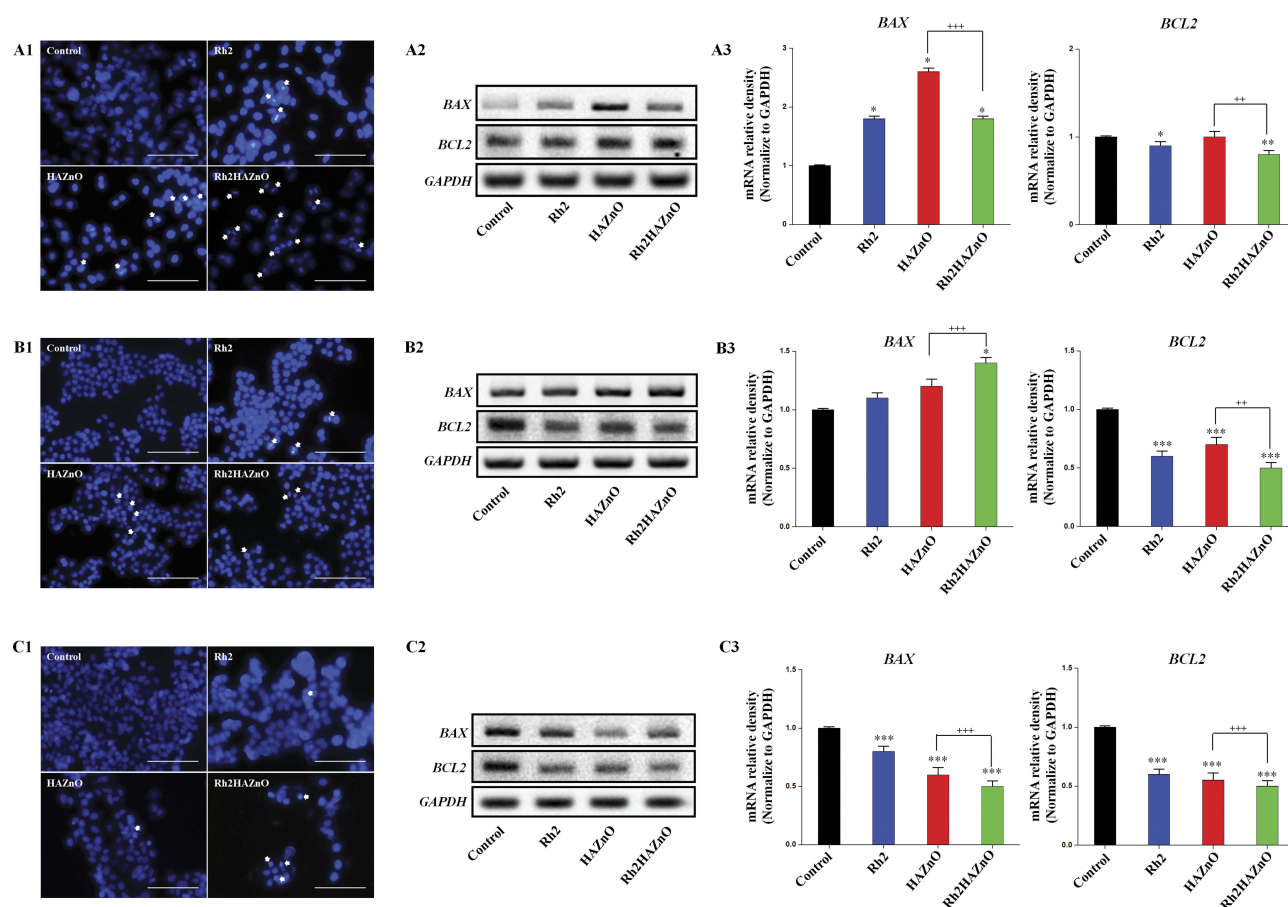 A1
Control
Rh2
HAZnO
Rh2HAZnO
A2
BAX
BCL2
GAPDH
Control
Rh2
HAZnO
Rh2HAZnO
A3
BAX
mRNA relative density
(Normalize to GAPDH)
3
2
1
0
*
*
+++
*
Control
Rh2
HAZnO
Rh2HAZnO
BCL2
mRNA relative density
(Normalize to GAPDH)
2
1
0
*
++
**
Control
Rh2
HAZnO
Rh2HAZnO
B1
Control
Rh2
HAZnO
Rh2HAZnO
B2
BAX
BCL2
GAPDH
Control
Rh2
HAZnO
Rh2HAZnO
B3
BAX
mRNA relative density
(Normalize to GAPDH)
1.5
1.0
0.5
0.0
+++
*
Control
Rh2
HAZnO
Rh2HAZnO
BCL2
mRNA relative density
(Normalize to GAPDH)
1.5
1.0
0.5
0.0
***
***
++
***
Control
Rh2
HAZnO
Rh2HAZnO
C1
Control
Rh2
HAZnO
Rh2HAZnO
C2
BAX
BCL2
GAPDH
Control
Rh2
HAZnO
Rh2HAZnO
C3
BAX
mRNA relative density
(Normalize to GAPDH)
1.5
1.0
0.5
0.0
***
***
+++
***
Control
Rh2
HAZnO
Rh2HAZnO
BCL2
mRNA relative density
(Normalize to GAPDH)
1.5
1.0
0.5
0.0
***
***
+++
***
Control
Rh2
HAZnO
Rh2HAZnO